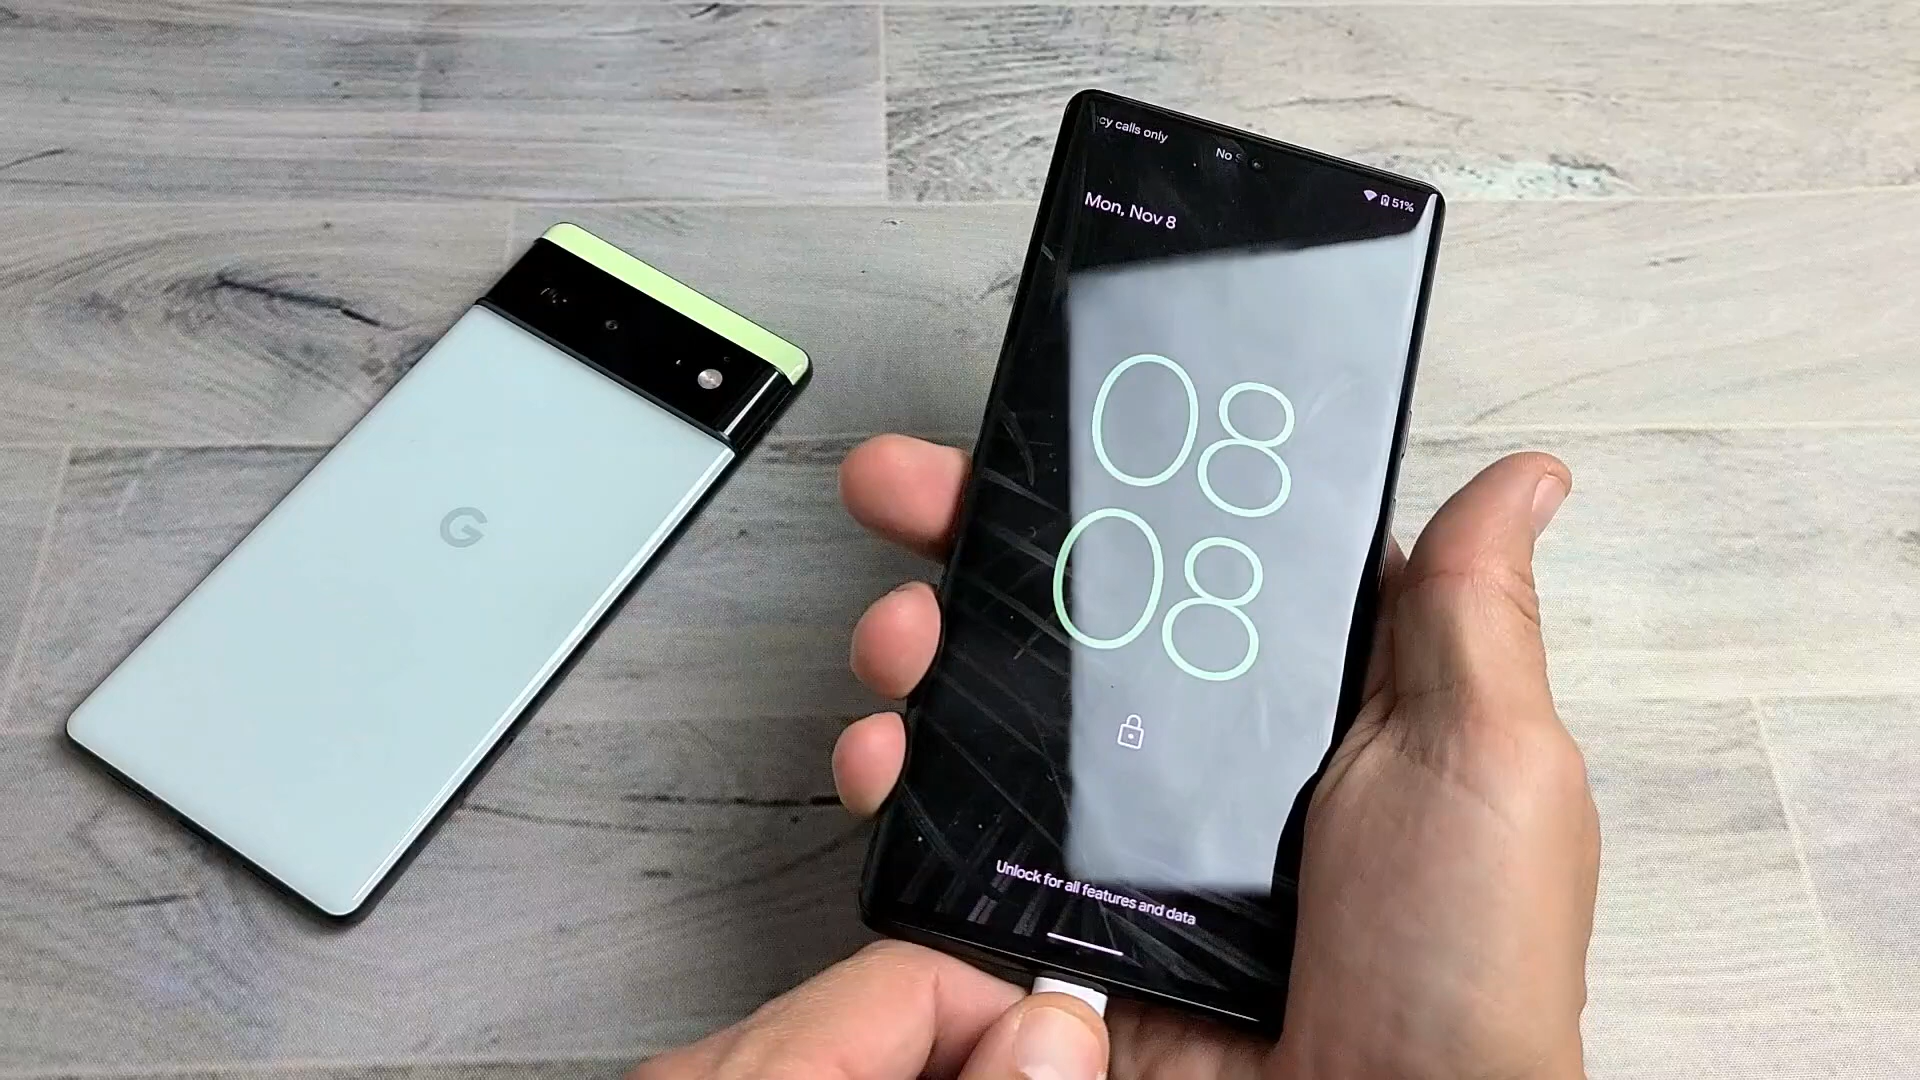 cy calls only
No S
51%
Mon, Nov 8
08
08
Unlock for all features and data
G